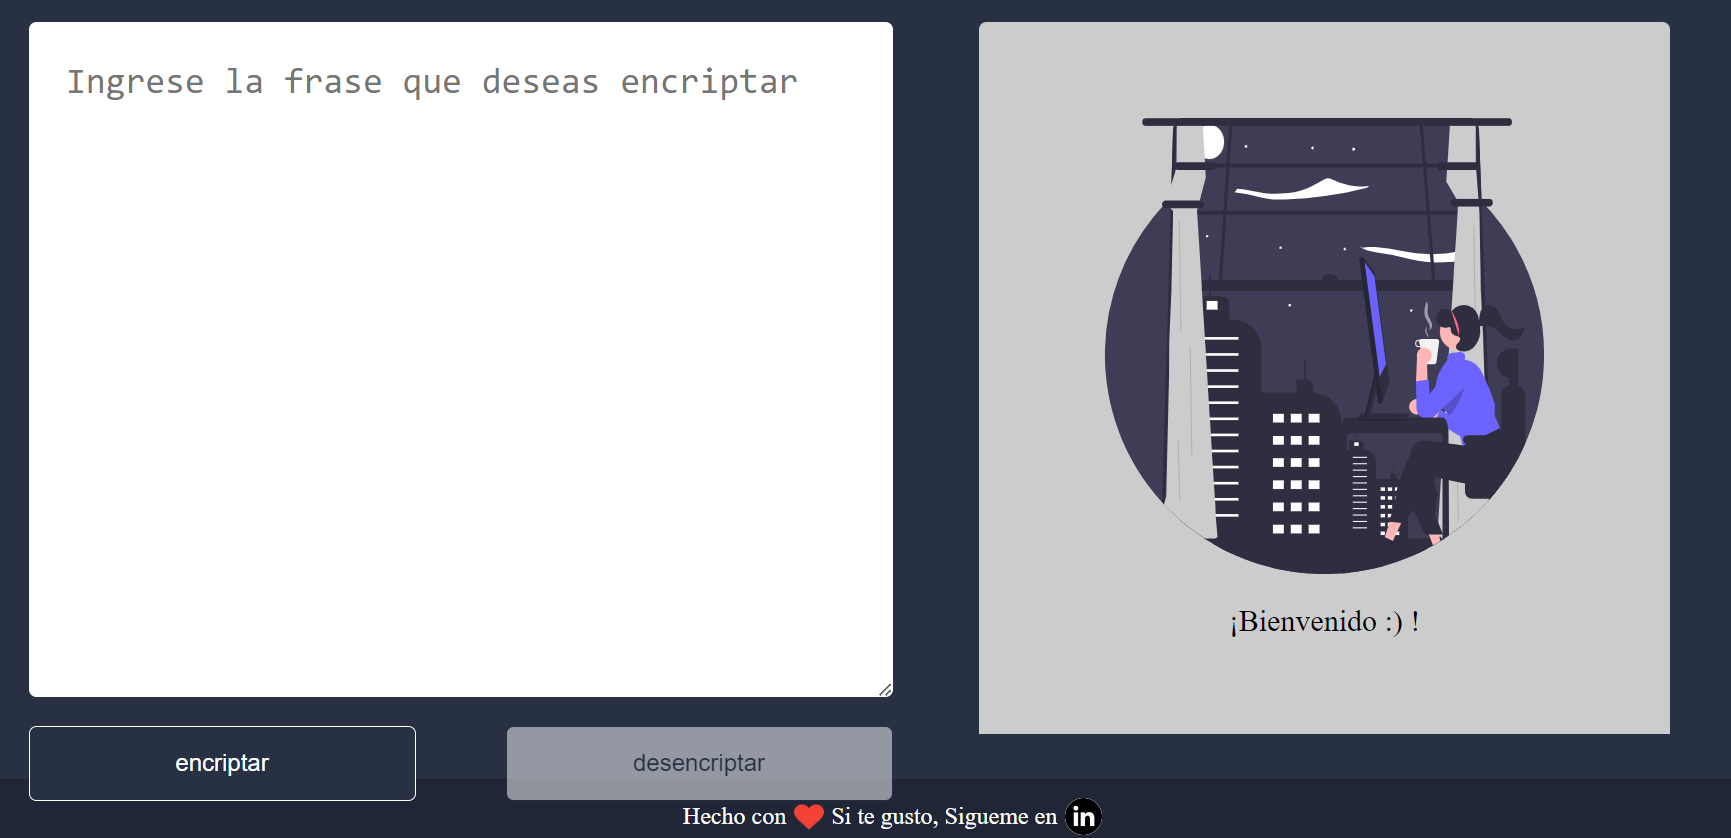 Ingrese la frase que deseas encriptar
¡Bienvenido :) !
encriptar
desencriptar
Hecho con Si te gusto, Sigueme en in